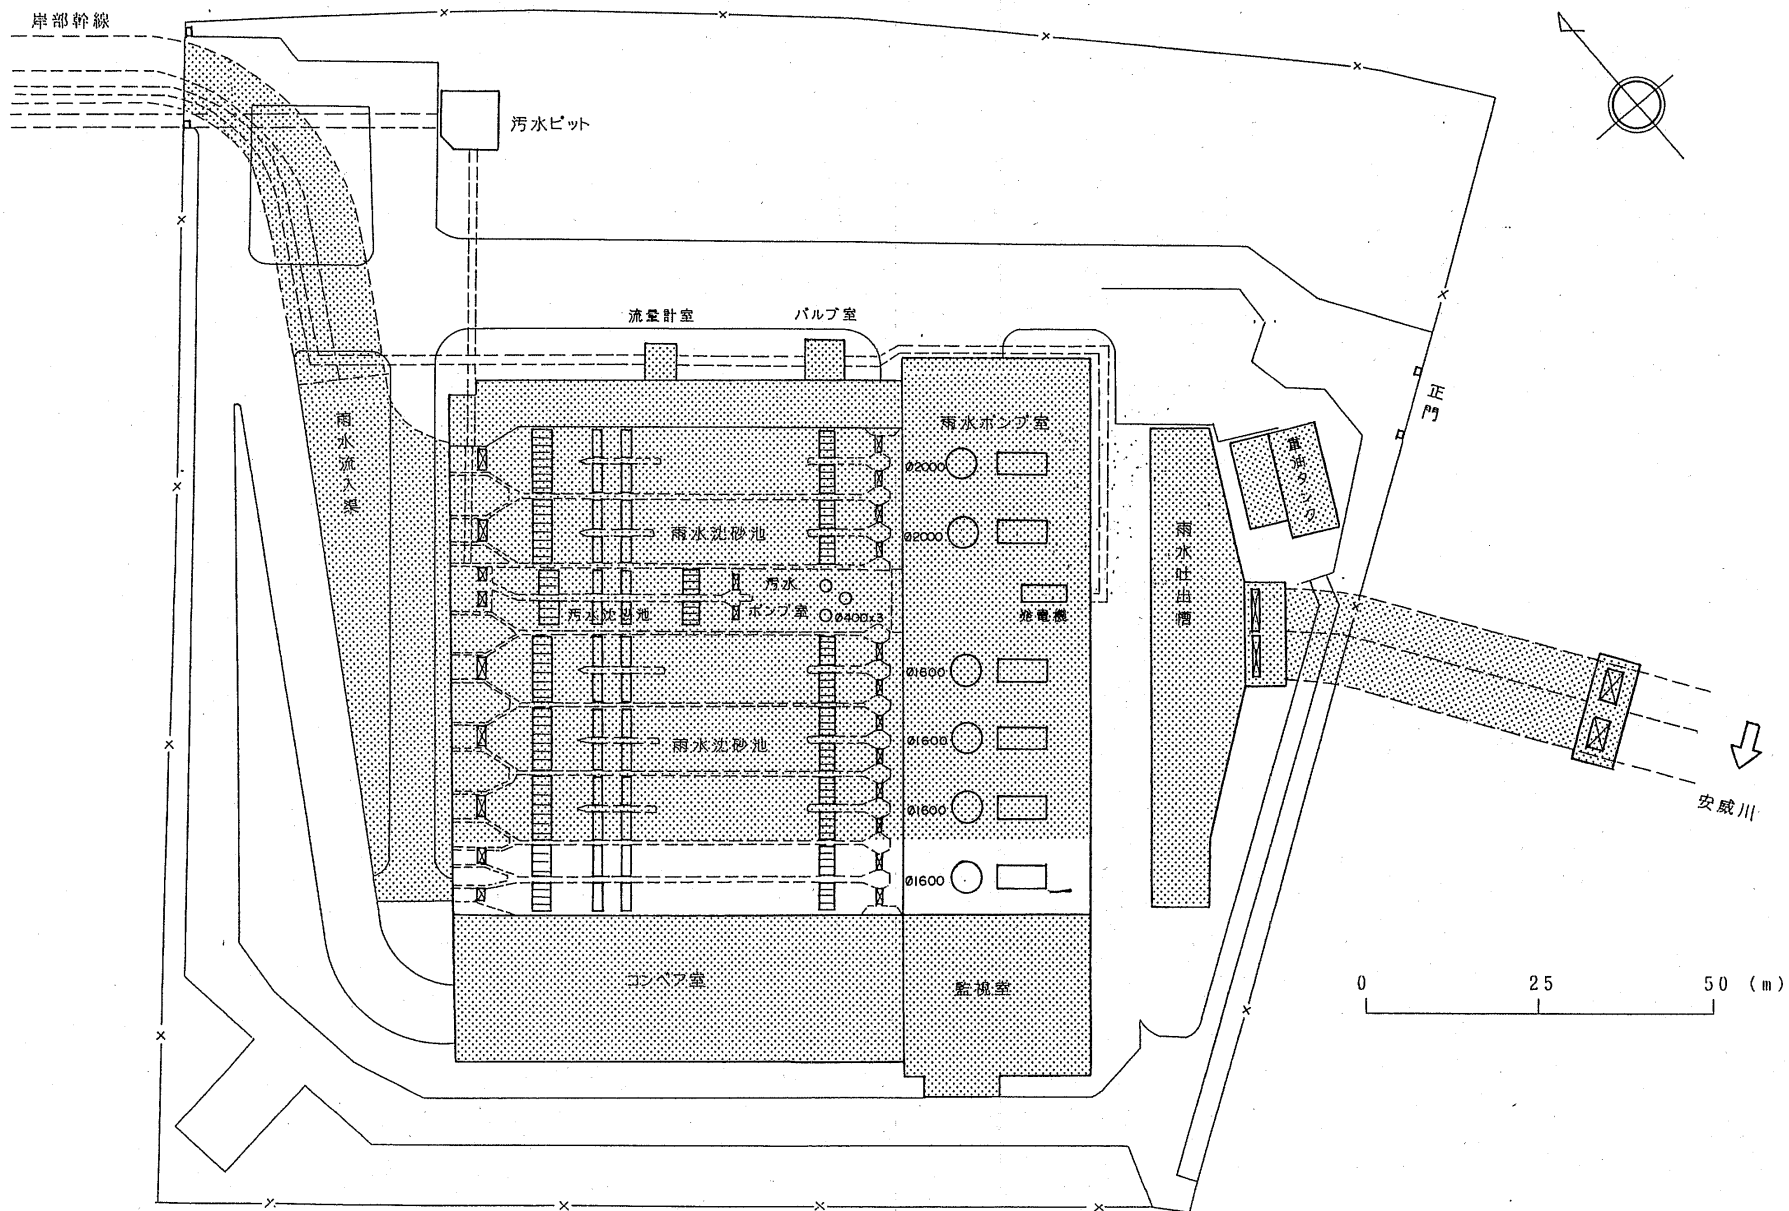 岸部幹線
汚水ピット
流量計室
バルブ室
正門
雨水流入渠
雨水ポンプ室
重油タンク
Ø2000
雨水沈砂池
Ø2000
雨水吐出槽
汚水
ポンプ室
汚水沈砂池
Ø400×3
発電機
Ø1600
雨水沈砂池
Ø1600
Ø1600
Ø1600
安威川
コンベア室
監視室
0 25 50 (m)